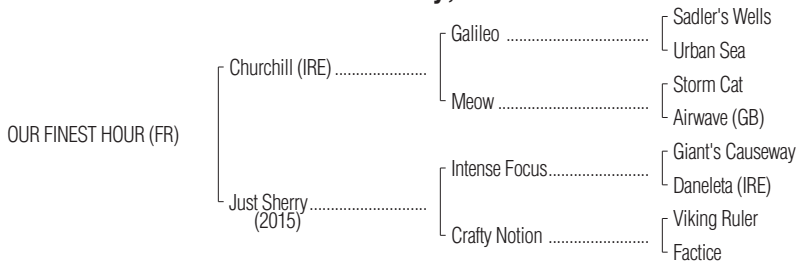 Sadler's Wells
Galileo ..........................................
Urban Sea
Churchill (IRE) ...........................
Storm Cat
Meow ............................................
Airwave (GB)
OUR FINEST HOUR (FR)
Giant's Causeway
Intense Focus.............................
Daneleta (IRE)
Just Sherry..................................
(2015)
Viking Ruler
Crafty Notion .............................
Factice